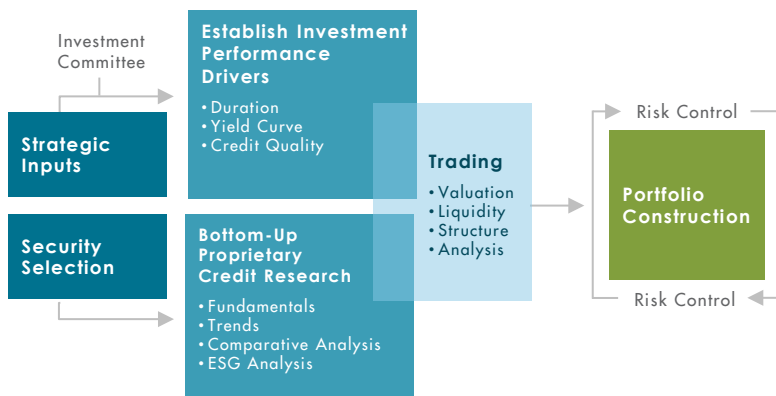 Investment
Committee
Strategic
Inputs
Security
Selection
Establish Investment
Performance
Drivers
• Duration
• Yield Curve
• Credit Quality
Bottom-Up
Proprietary
Credit Research
• Fundamentals
• Trends
• Comparative Analysis
• ESG Analysis
Trading
• Valuation
• Liquidity
• Structure
• Analysis
Risk Control
Portfolio
Construction
Risk Control